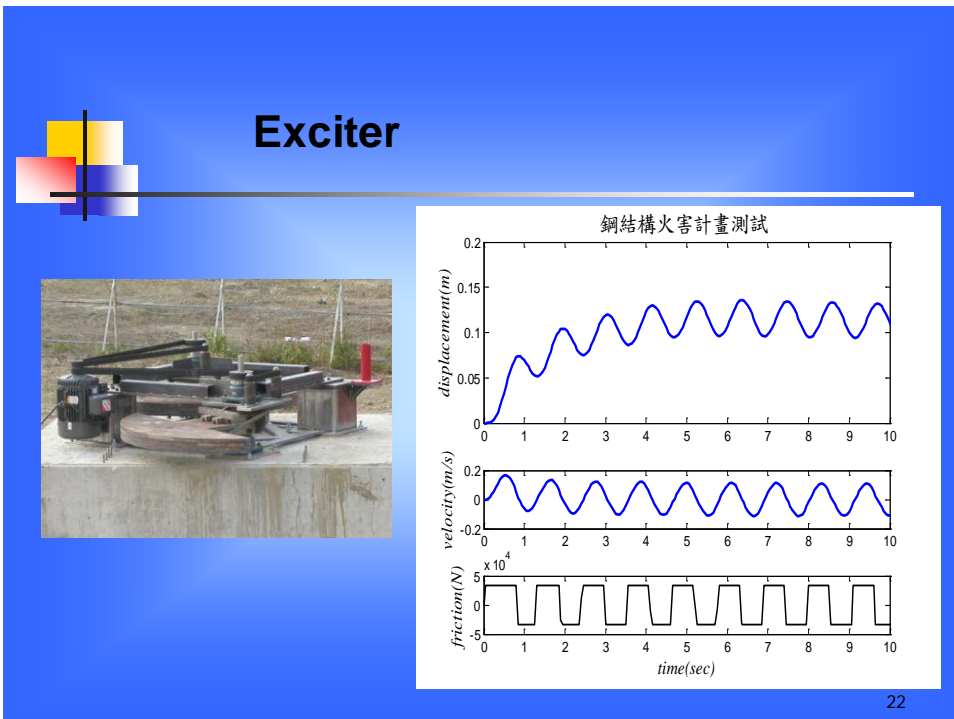 Exciter
鋼結構火害計畫測試
displacement(m)
0.2
0.15
0.1
0.05
0
0 1 2 3 4 5 6 7 8 9 10
velocity(m/s)
0.2
0
-0.2
0 1 2 3 4 5 6 7 8 9 10
x 10^4
friction(N)
5
0
-5
0 1 2 3 4 5 6 7 8 9 10
time(sec)
22